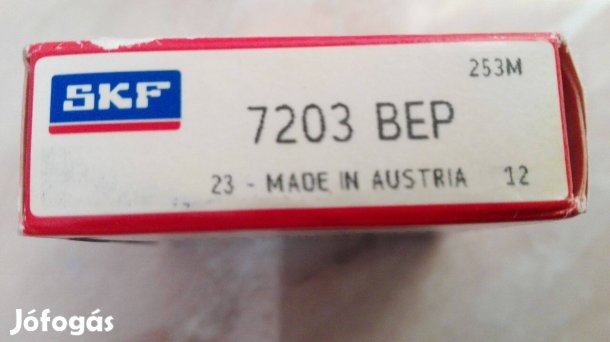 253M
SKF
7203 BEP
23 - MADE IN AUSTRIA 12
Jófogás